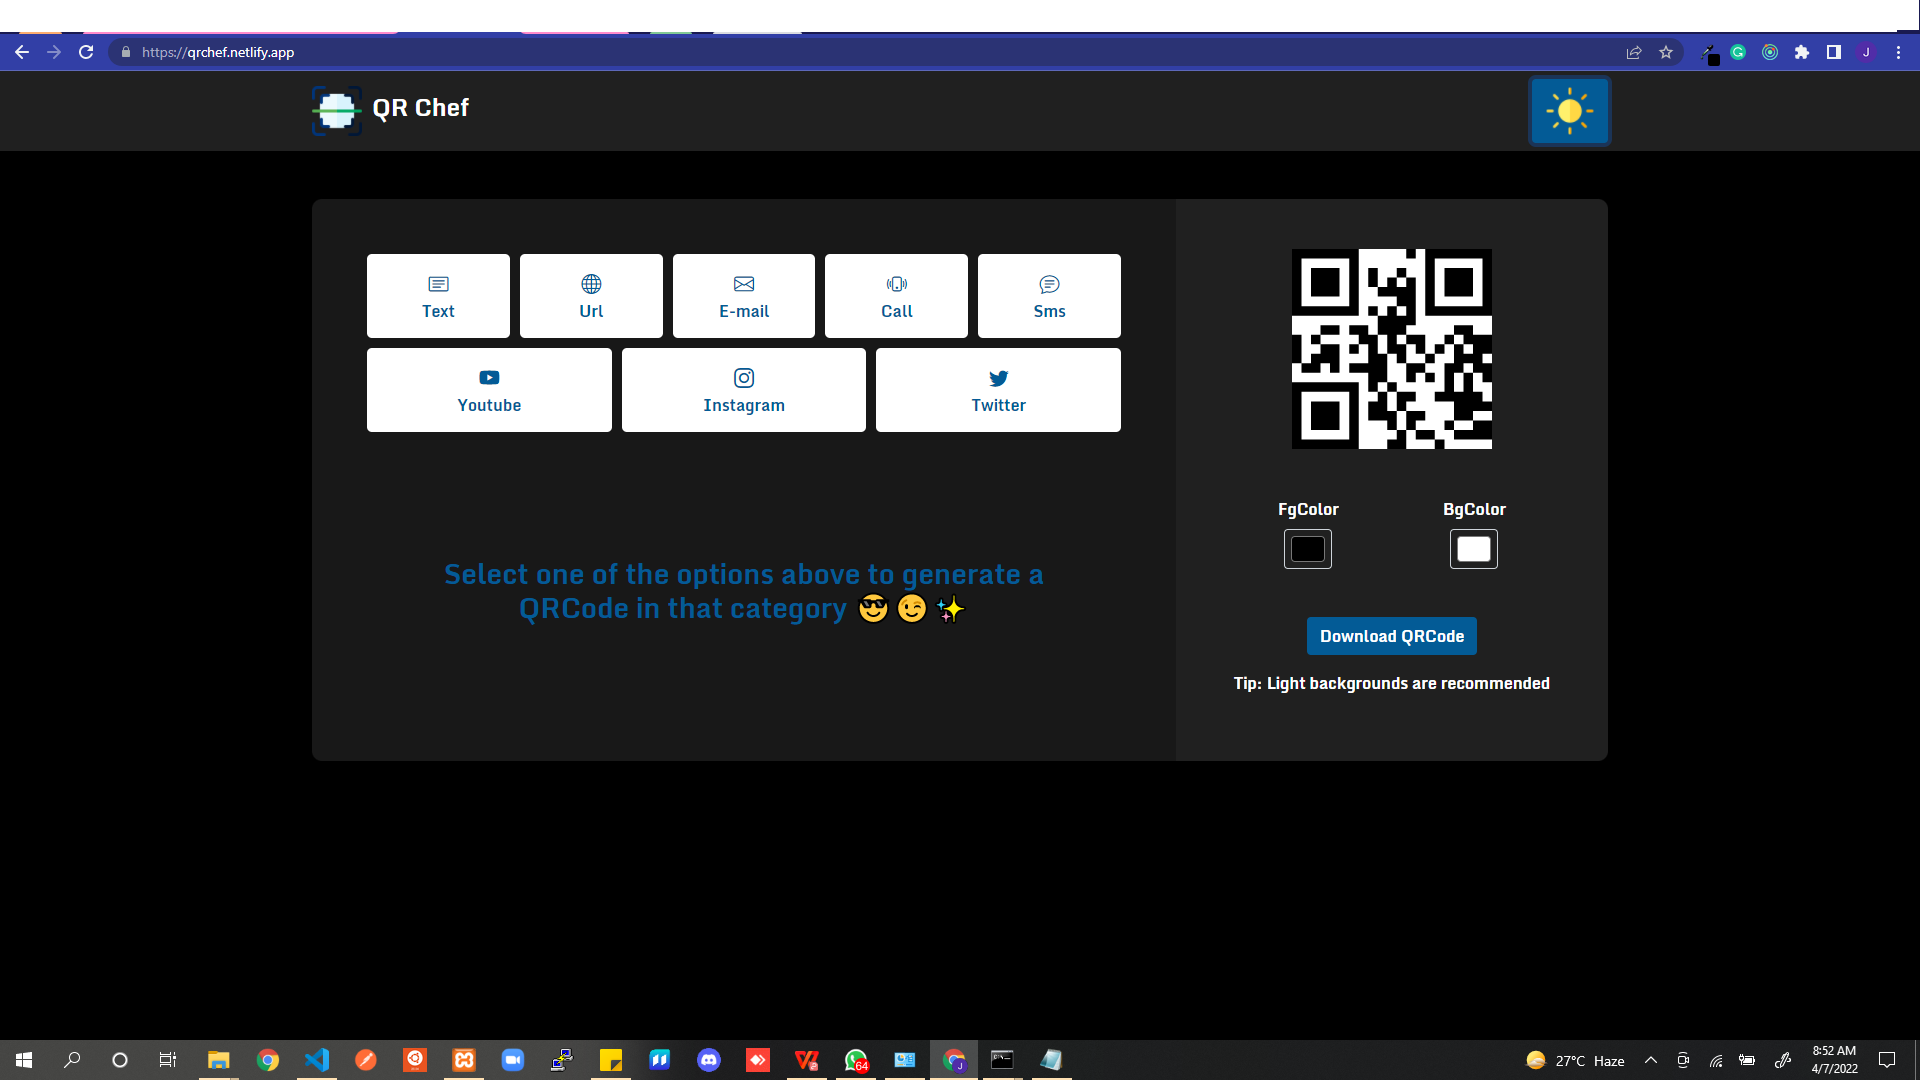 https://qrchef.netlify.app
J
QR Chef
Text
Url
E-mail
Call
Sms
Youtube
Instagram
Twitter
Select one of the options above to generate a
QRCode in that category 😎 😉 ✨
FgColor
BgColor
Download QRCode
Tip: Light backgrounds are recommended
64
J
27°C Haze
8:52 AM
4/7/2022